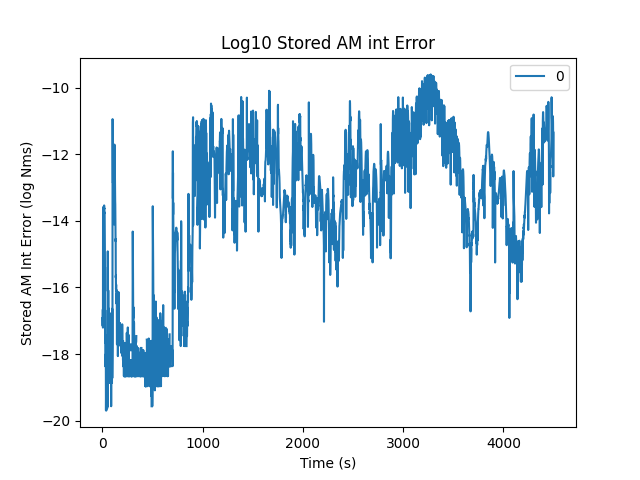 Log10 Stored AM int Error
0
−10
−12
−14
−16
−18
−20
Stored AM Int Error (log Nms)
0 1000 2000 3000 4000
Time (s)